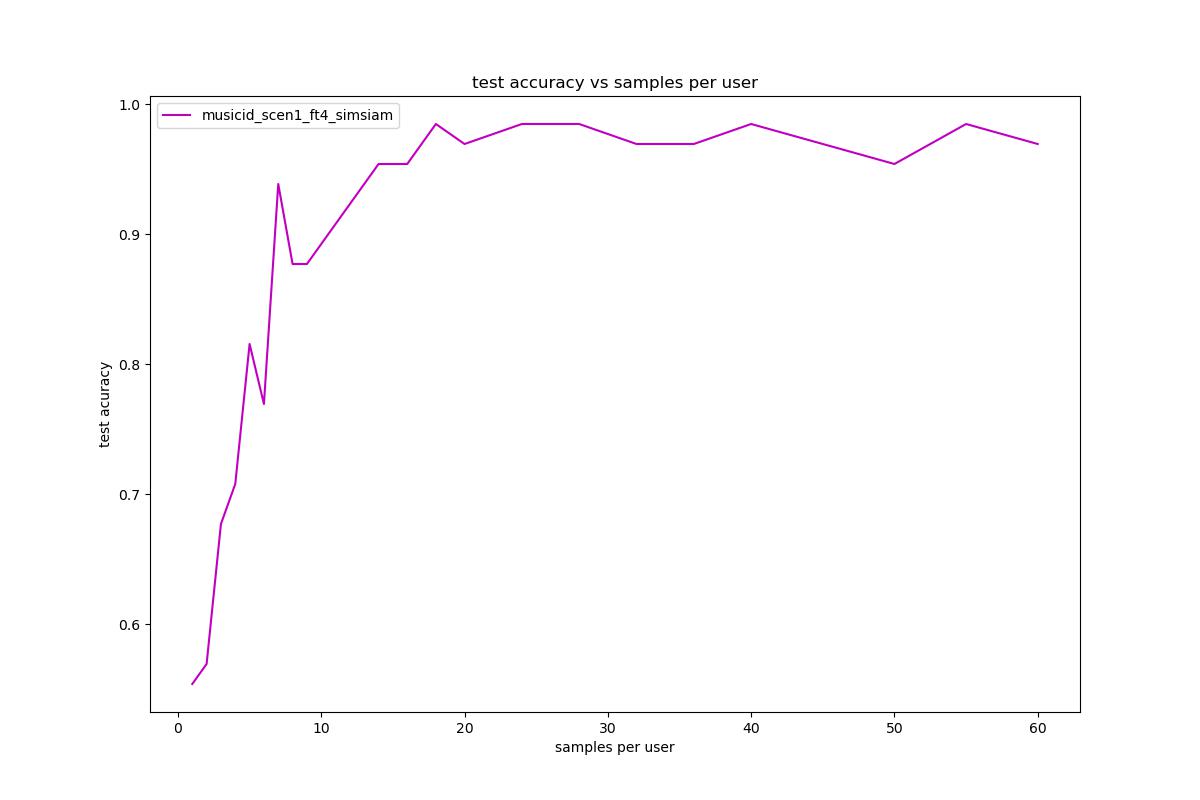 test accuracy vs samples per user
musicid_scen1_ft4_simsiam
1.0
0.9
0.8
0.7
0.6
test acuracy
0 10 20 30 40 50 60
samples per user